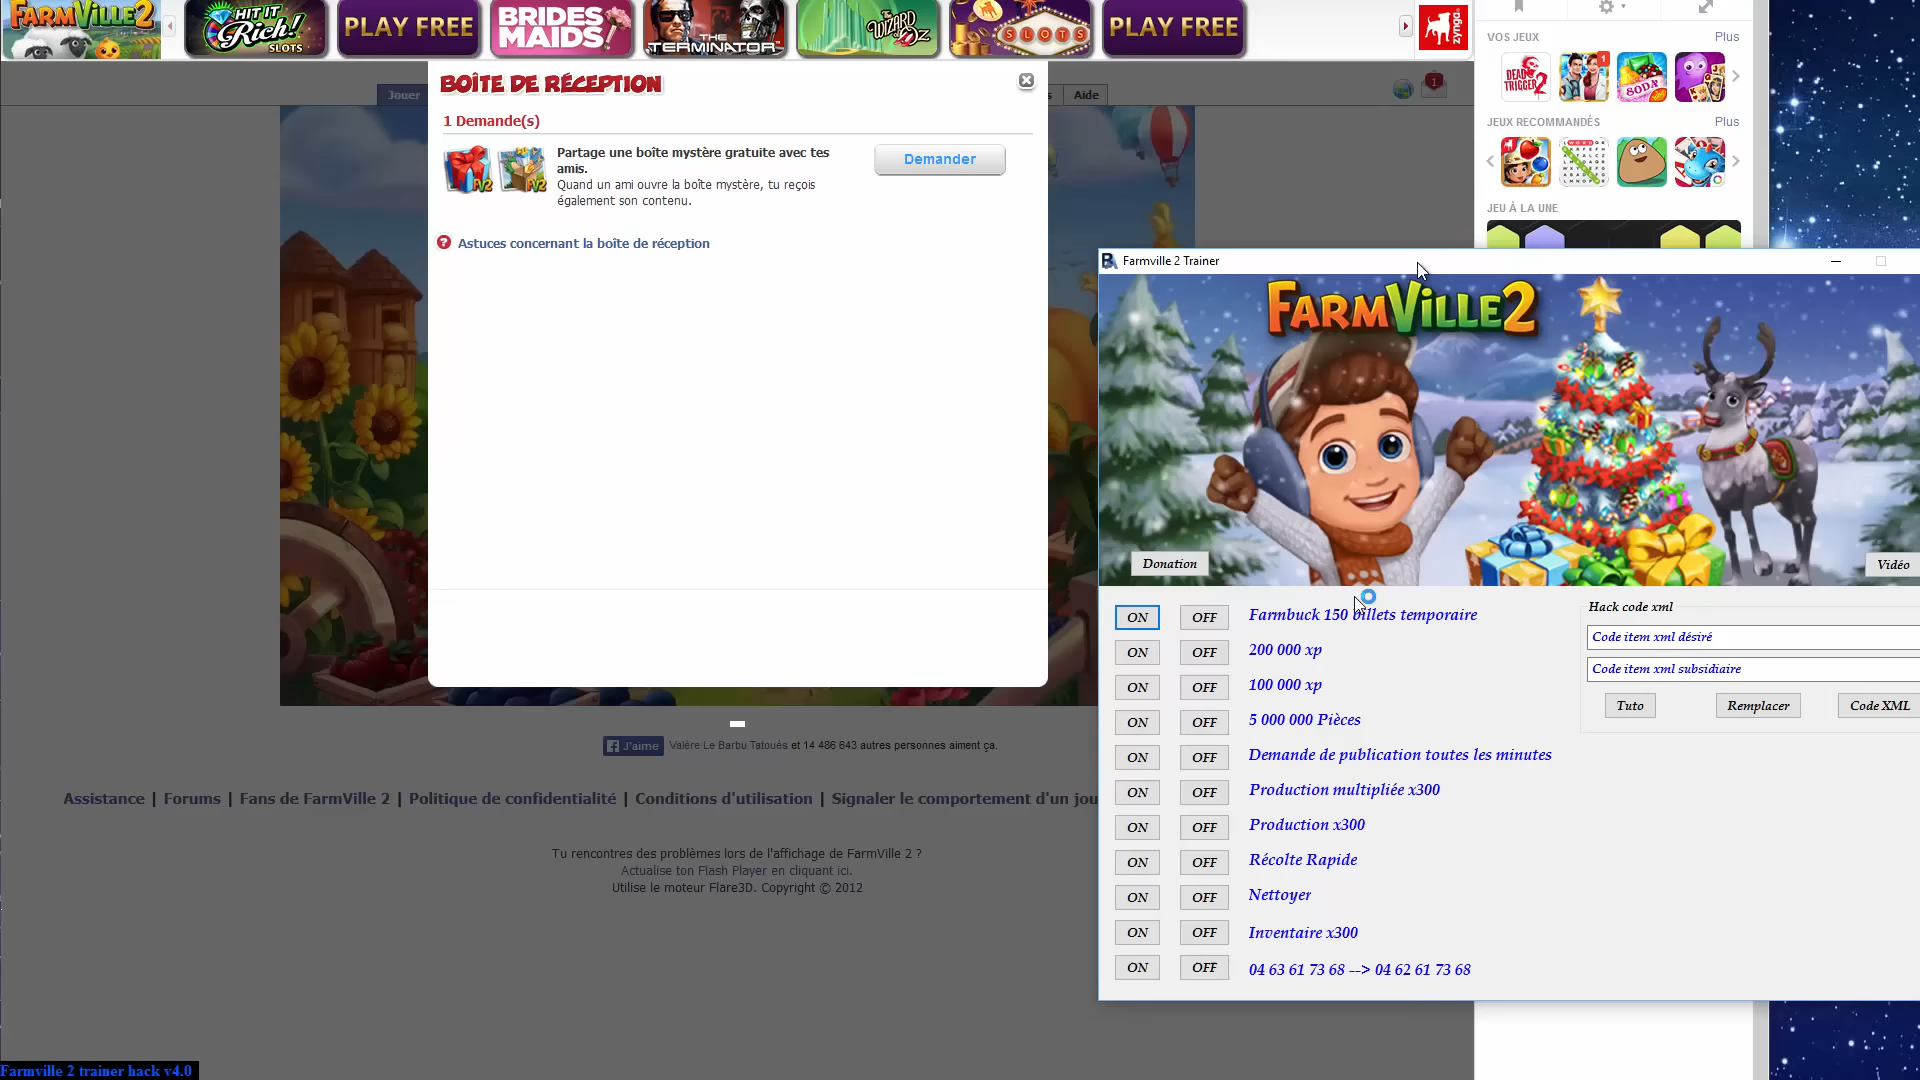 FARMVILLE2
HIT IT
Rich!
SLOTS
PLAY FREE
BRIDES
MAIDS
THE
TERMINATOR
THE
WIZARD
OZ
SLOTS
PLAY FREE
zynga
VOS JEUX
Plus
DEAD
TRIGGER
2
1
SODA
JEUX RECOMMANDÉS
Plus
JEU À LA UNE
Jouer
s
Aide
1
BOÎTE DE RÉCEPTION
1 Demande(s)
FV2
FV2
Partage une boîte mystère gratuite avec tes
amis.
Quand un ami ouvre la boîte mystère, tu reçois
également son contenu.
Demander
Astuces concernant la boîte de réception
J'aime
Valère Le Barbu Tatoués et 14 486 643 autres personnes aiment ça.
Assistance | Forums | Fans de FarmVille 2 | Politique de confidentialité | Conditions d'utilisation | Signaler le comportement d'un jou
Tu rencontres des problèmes lors de l'affichage de FarmVille 2 ?
Actualise ton Flash Player en cliquant ici.
Utilise le moteur Flare3D. Copyright © 2012
Farmville 2 Trainer
FARMVILLE2
Donation
Vidéo
ON OFF Farmbuck 150 billets temporaire
ON OFF 200 000 xp
ON OFF 100 000 xp
ON OFF 5 000 000 Pièces
ON OFF Demande de publication toutes les minutes
ON OFF Production multipliée x300
ON OFF Production x300
ON OFF Récolte Rapide
ON OFF Nettoyer
ON OFF Inventaire x300
ON OFF 04 63 61 73 68 --> 04 62 61 73 68
Hack code xml
Code item xml désiré
Code item xml subsidiaire
Tuto
Remplacer
Code XML
Farmville 2 trainer hack v4.0